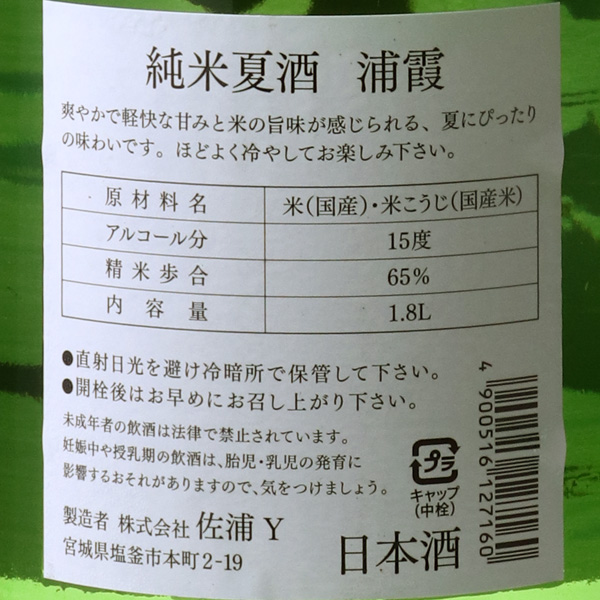 純米夏酒 浦霞
爽やかで軽快な甘みと米の旨味が感じられる、夏にぴったり
の味わいです。ほどよく冷やしてお楽しみ下さい。
原材料名 米(国産)・米こうじ(国産米)
アルコール分 15度
精米歩合 65%
内容量 1.8L
●直射日光を避け冷暗所で保管して下さい。
●開栓後はお早めにお召し上がり下さい。
未成年者の飲酒は法律で禁止されています。
妊娠中や授乳期の飲酒は、胎児・乳児の発育に
影響するおそれがありますので、気をつけましょう。
製造者 株式会社 佐浦 Y
宮城県塩釜市本町2-19
プラ
キャップ
(中栓)
日本酒
4 900516 127160